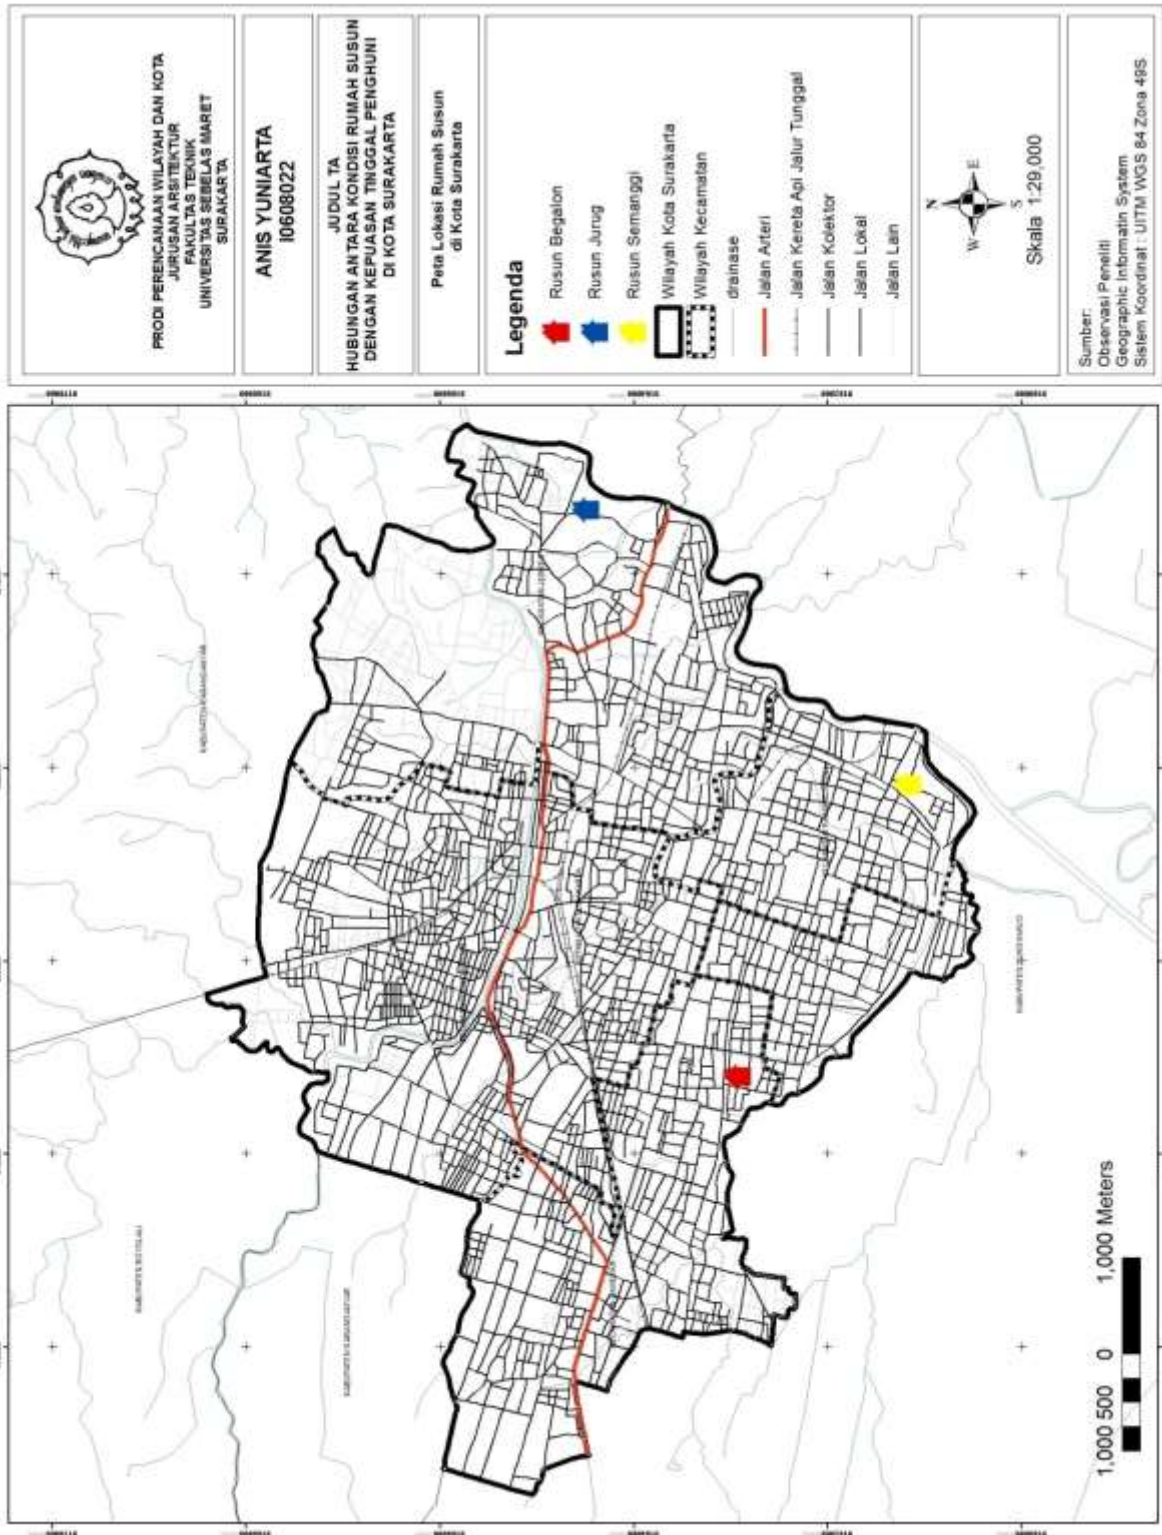 PRODI PERENCANAAN WILAYAH DAN KOTA
JURUSAN ARSITEKTUR
FAKULTAS TEKNIK
UNIVERSITAS SEBELAS MARET
SURAKARTA
ANIS YUNIARTA
I0608022
JUDUL TA
HUBUNGAN ANTARA KONDISI RUMAH SUSUN
DENGAN KEPUASAN TINGGAL PENGHUNI
DI KOTA SURAKARTA
Peta Lokasi Rumah Susun
di Kota Surakarta
Legenda
Rusun Begalon
Rusun Jurug
Rusun Semanggi
Wilayah Kota Surakarta
Wilayah Kecamatan
drainase
Jalan Arteri
Jalan Kereta Api Jalur Tunggal
Jalan Kolektor
Jalan Lokal
Jalan Lain
N
W
E
S
Skala 1:29,000
Sumber:
Observasi Peneliti
Geographic Informatin System
Sistem Koordinat : UITM WGS 84 Zona 49S
1,000 500 0 1,000 Meters